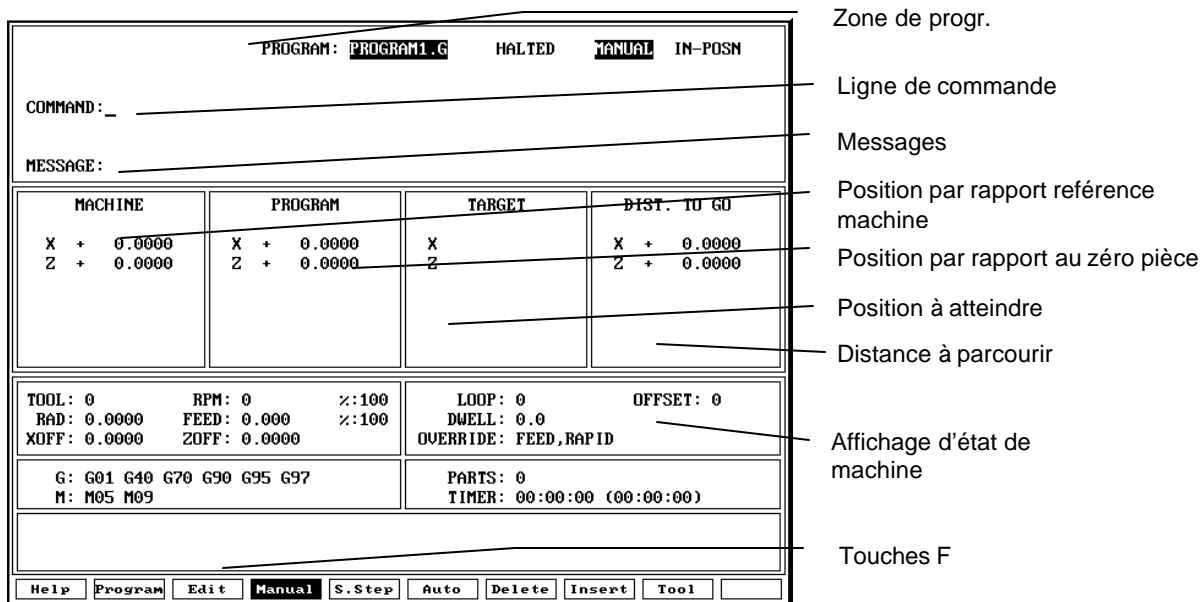 Zone de progr.
PROGRAM: PROGRAM1.G HALTED MANUAL IN-POSN
COMMAND:_
Ligne de commande
MESSAGE:
Messages
MACHINE PROGRAM TARGET DIST. TO GO
X + 0.0000 X + 0.0000 X X + 0.0000
Z + 0.0000 Z + 0.0000 Z Z + 0.0000
Position par rapport reférence
machine
Position par rapport au zéro pièce
Position à atteindre
Distance à parcourir
TOOL: 0 RPM: 0 %:100
RAD: 0.0000 FEED: 0.000 %:100
XOFF: 0.0000 ZOFF: 0.0000
LOOP: 0 OFFSET: 0
DWELL: 0.0
OVERRIDE: FEED,RAPID
Affichage d’état de
machine
G: G01 G40 G70 G90 G95 G97
M: M05 M09
PARTS: 0
TIMER: 00:00:00 (00:00:00)
Touches F
Help Program Edit Manual S.Step Auto Delete Insert Tool